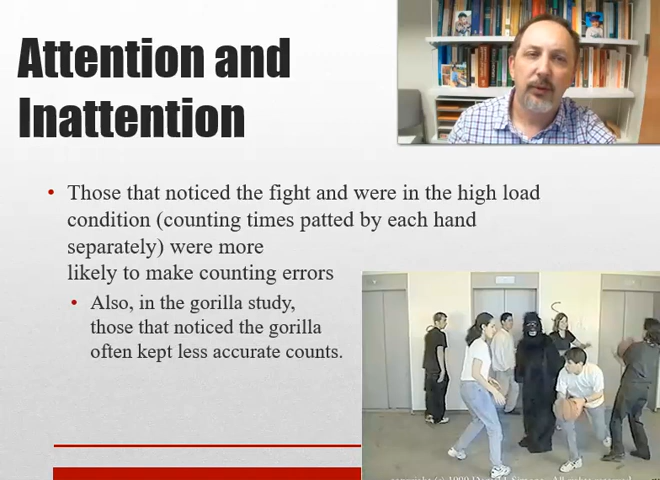 Attention and
Inattention
• Those that noticed the fight and were in the high load
condition (counting times patted by each hand
separately) were more
likely to make counting errors
• Also, in the gorilla study,
those that noticed the gorilla
often kept less accurate counts.